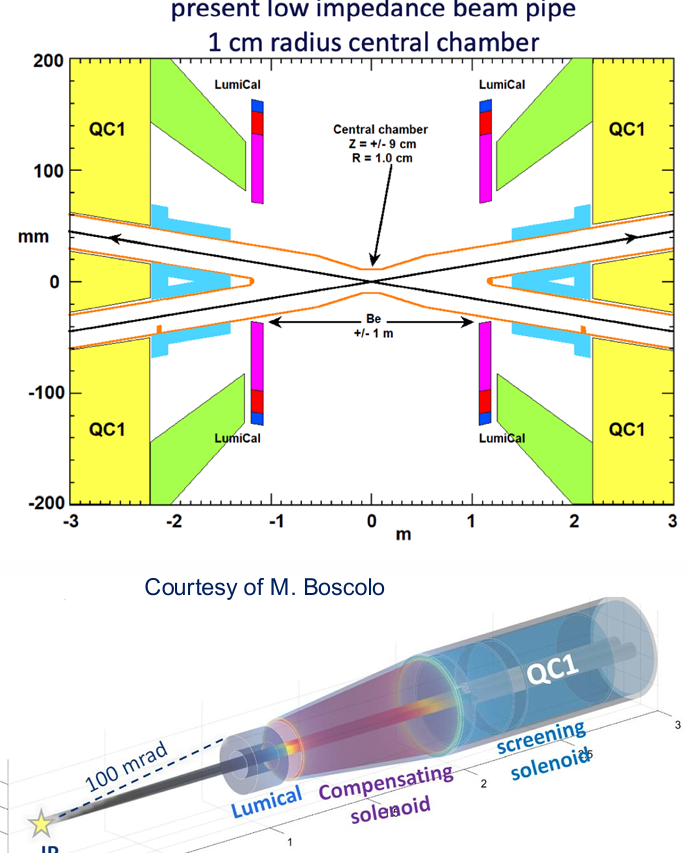 present low impedance beam pipe
1 cm radius central chamber
200
LumiCal
LumiCal
QC1
QC1
Central chamber
Z = +/- 9 cm
R = 1.0 cm
100
mm
0
Be
+/- 1 m
-100
QC1
QC1
LumiCal
LumiCal
-200
-3
-2
-1
0
1
2
3
m
Courtesy of M. Boscolo
QC1
3
screening
solenoid
2
100 mrad
Compensating
solenoid
Lumical
1